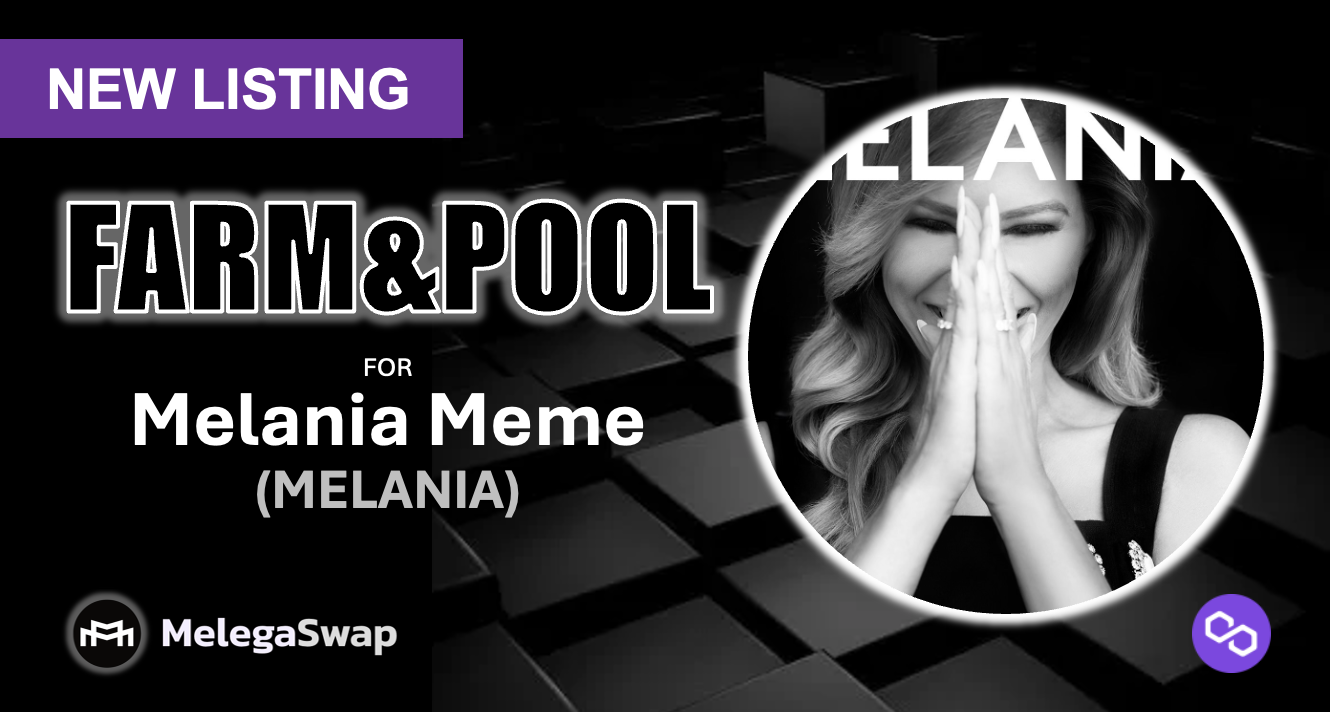 NEW LISTING
FARM&POOL
FOR
Melania Meme
(MELANIA)
MelegaSwap